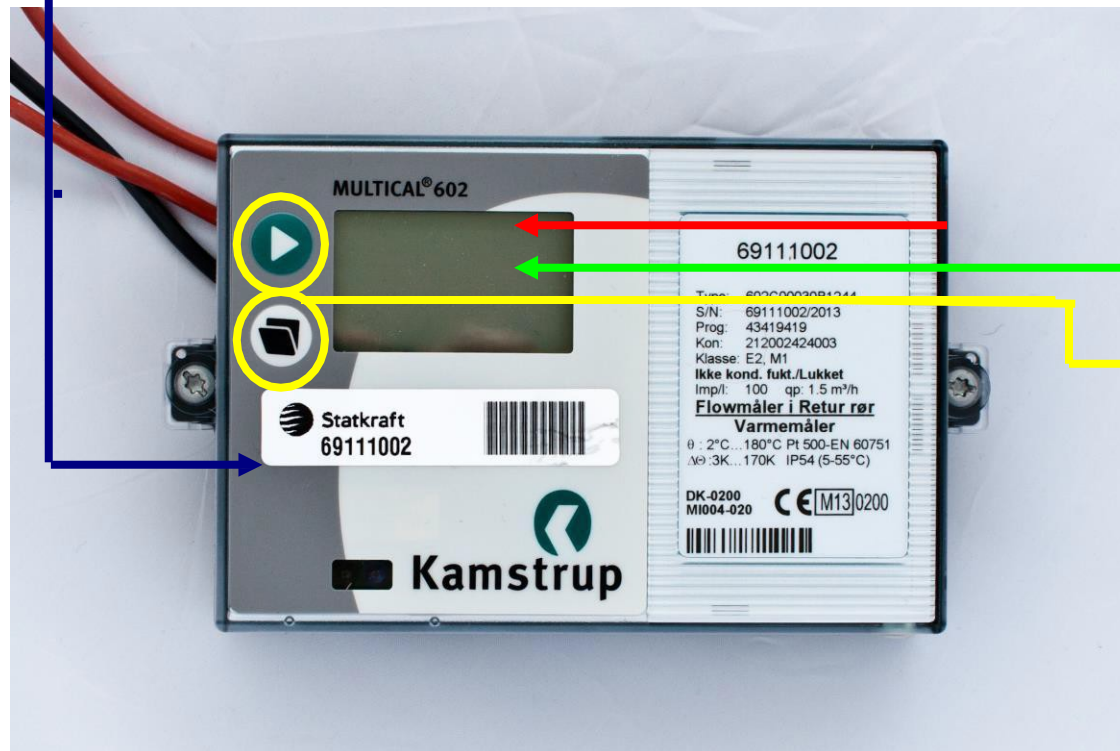 MULTICAL® 602
Statkraft
69111002
Kamstrup
69111002
S/N: 69111002/2013
Prog: 43419419
Kon: 212002424003
Klasse: E2, M1
Ikke kond. fukt./Lukket
Imp/l: 100 qp: 1.5 m³/h
Flowmåler i Retur rør
Varmemåler
θ : 2°C...180°C Pt 500-EN 60751
ΔΘ :3K...170K IP54 (5-55°C)
DK-0200
MI004-020 CE M13 0200